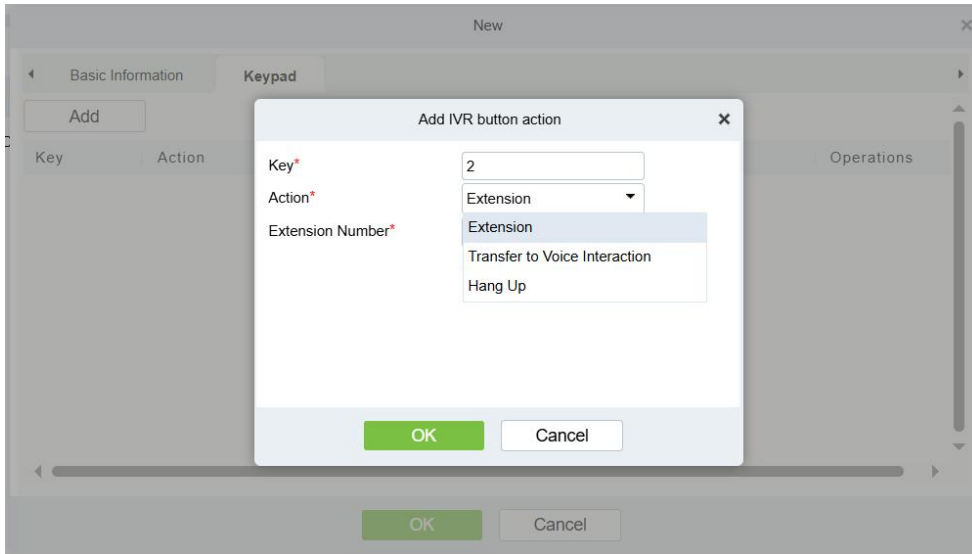 New
Basic Information Keypad
Add
Key Action Operations
Add IVR button action
Key* 2
Action* Extension
Extension Number*
Extension
Transfer to Voice Interaction
Hang Up
OK Cancel
OK Cancel